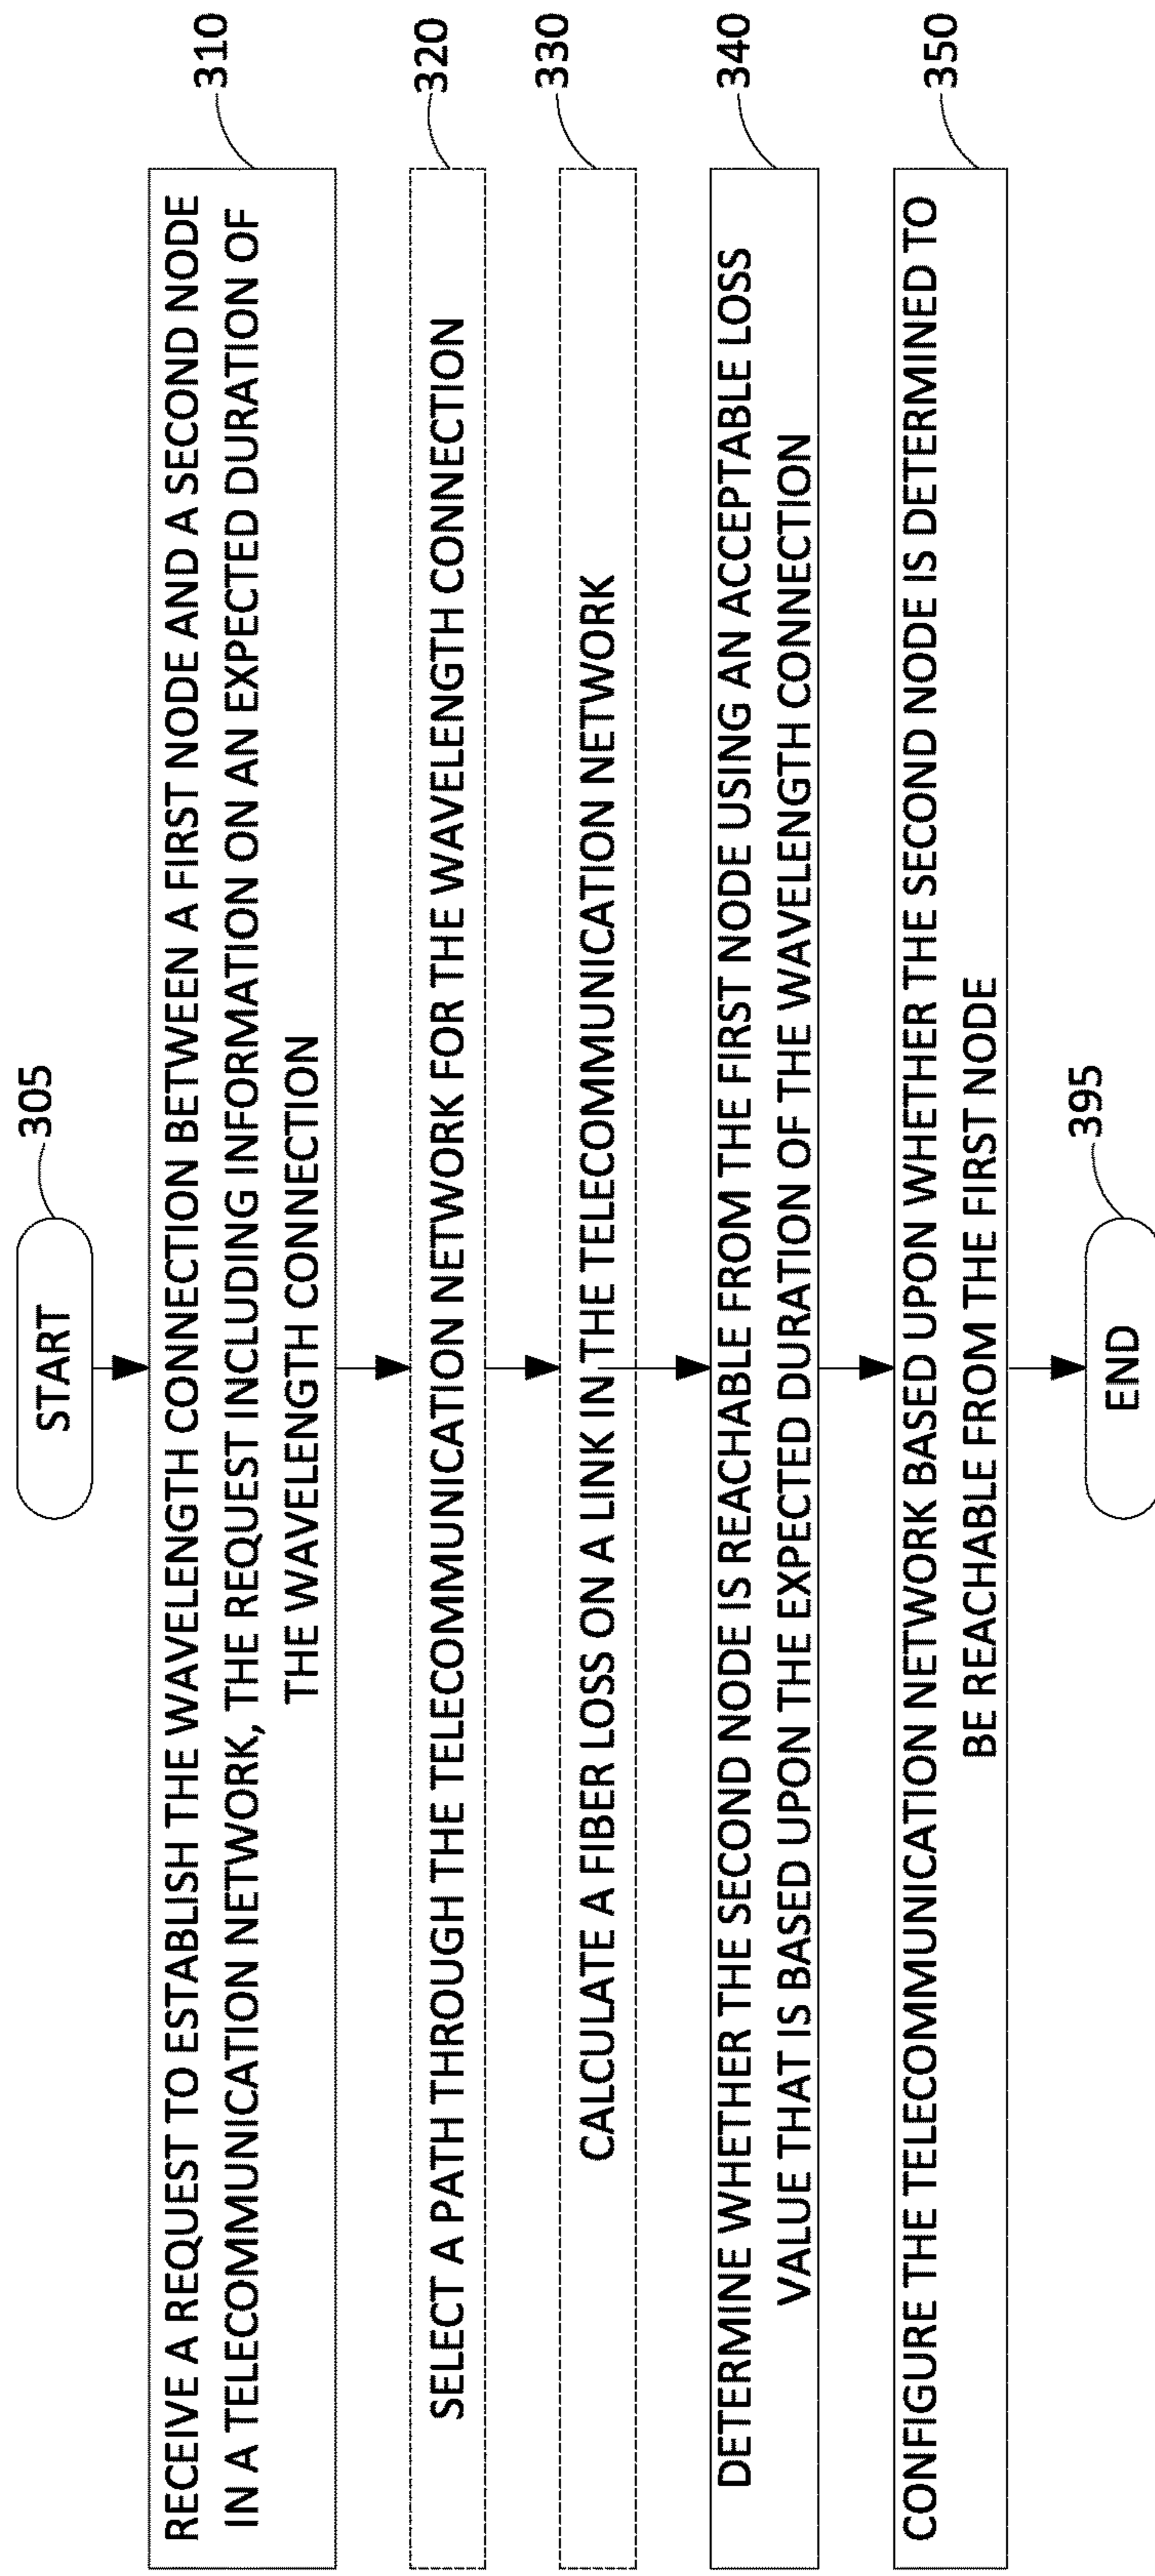 START
305
RECEIVE A REQUEST TO ESTABLISH THE WAVELENGTH CONNECTION BETWEEN A FIRST NODE AND A SECOND NODE
IN A TELECOMMUNICATION NETWORK, THE REQUEST INCLUDING INFORMATION ON AN EXPECTED DURATION OF
THE WAVELENGTH CONNECTION
310
SELECT A PATH THROUGH THE TELECOMMUNICATION NETWORK FOR THE WAVELENGTH CONNECTION
320
CALCULATE A FIBER LOSS ON A LINK IN THE TELECOMMUNICATION NETWORK
330
DETERMINE WHETHER THE SECOND NODE IS REACHABLE FROM THE FIRST NODE USING AN ACCEPTABLE LOSS
VALUE THAT IS BASED UPON THE EXPECTED DURATION OF THE WAVELENGTH CONNECTION
340
CONFIGURE THE TELECOMMUNICATION NETWORK BASED UPON WHETHER THE SECOND NODE IS DETERMINED TO
BE REACHABLE FROM THE FIRST NODE
350
END
395